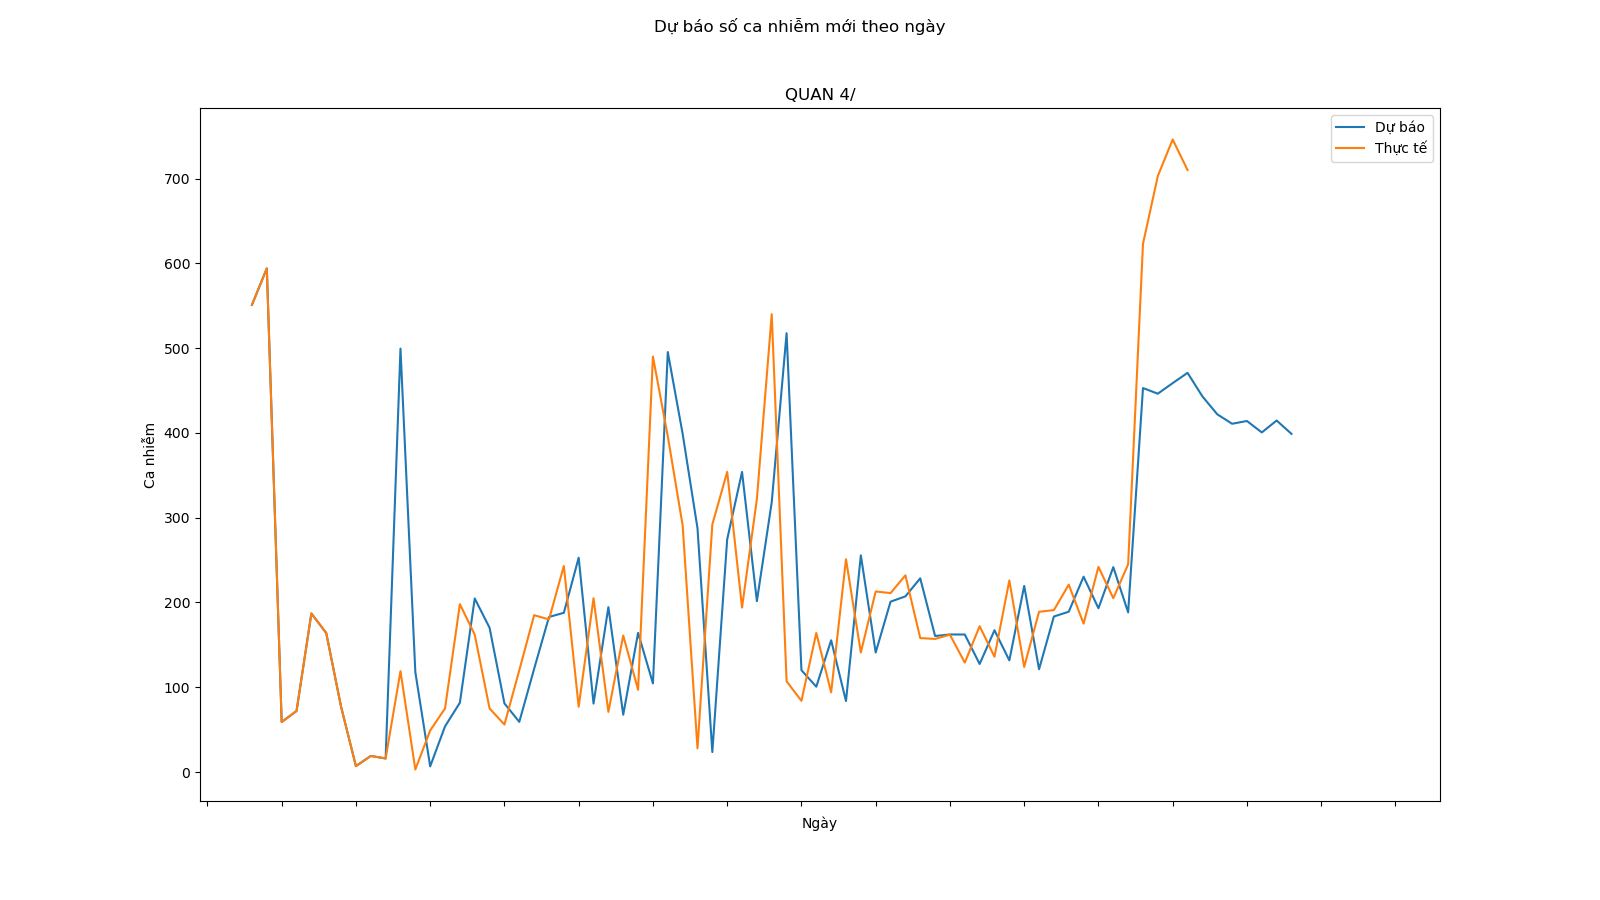 Dự báo số ca nhiễm mới theo ngày
QUAN 4/
Dự báo
Thực tế
700
600
500
400
300
200
100
0
Ca nhiễm
Ngày